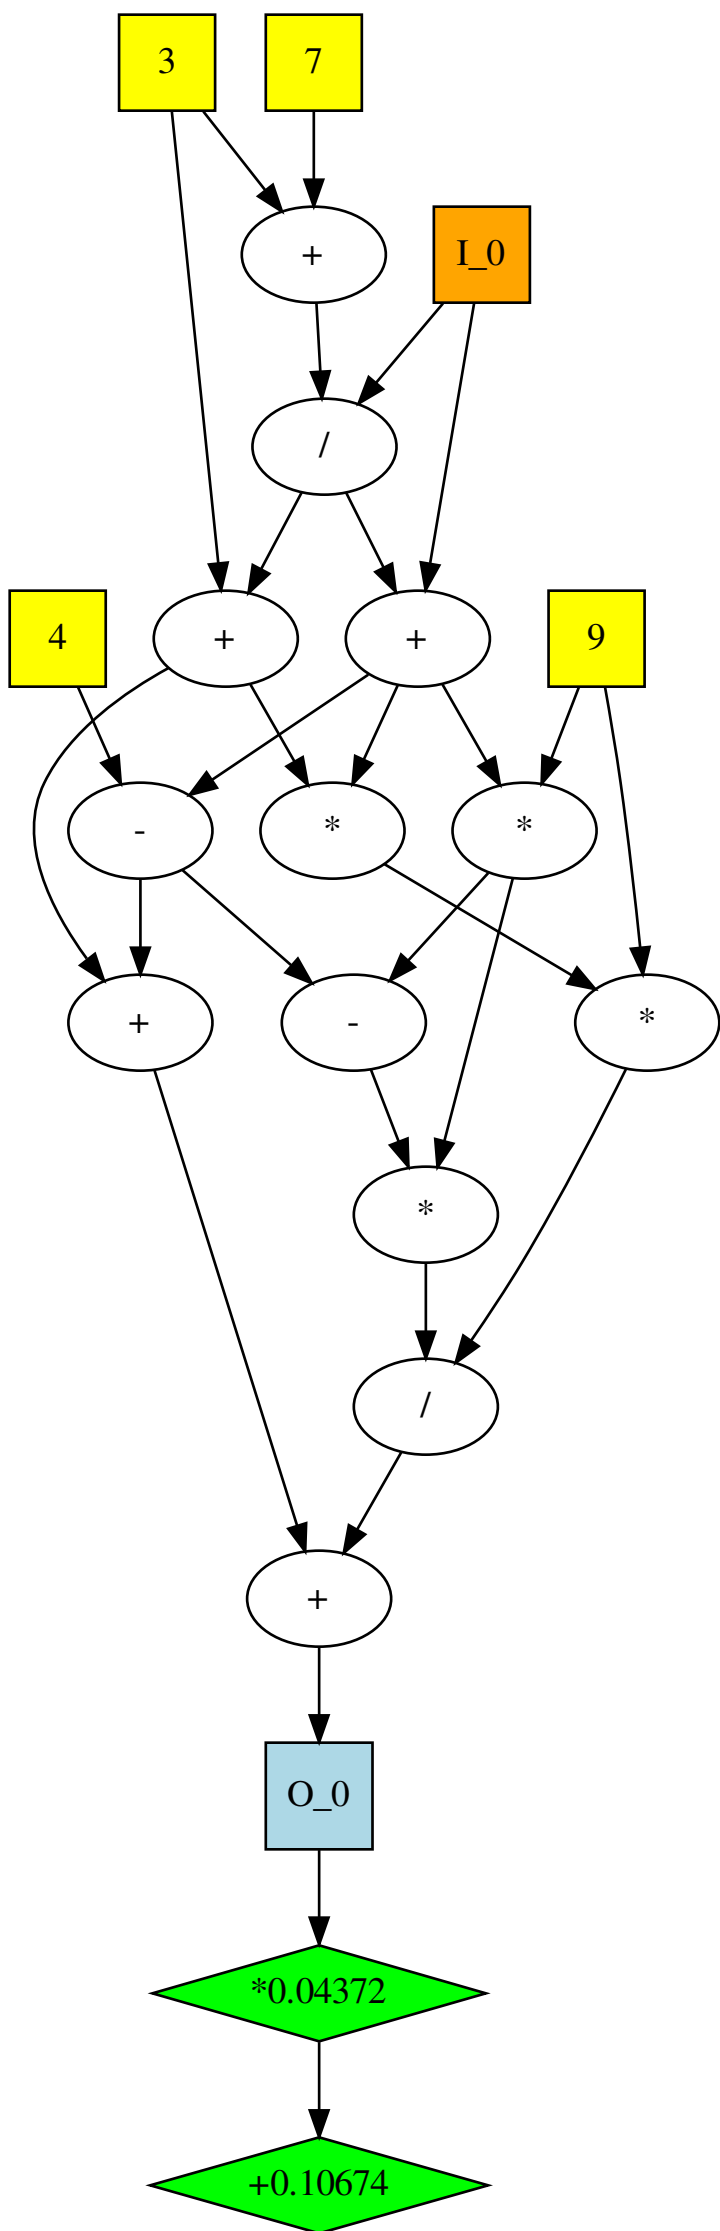 3 7
+ I_0
/
4 + + 9
- * *
+ - *
*
/
+
O_0
*0.04372
+0.10674